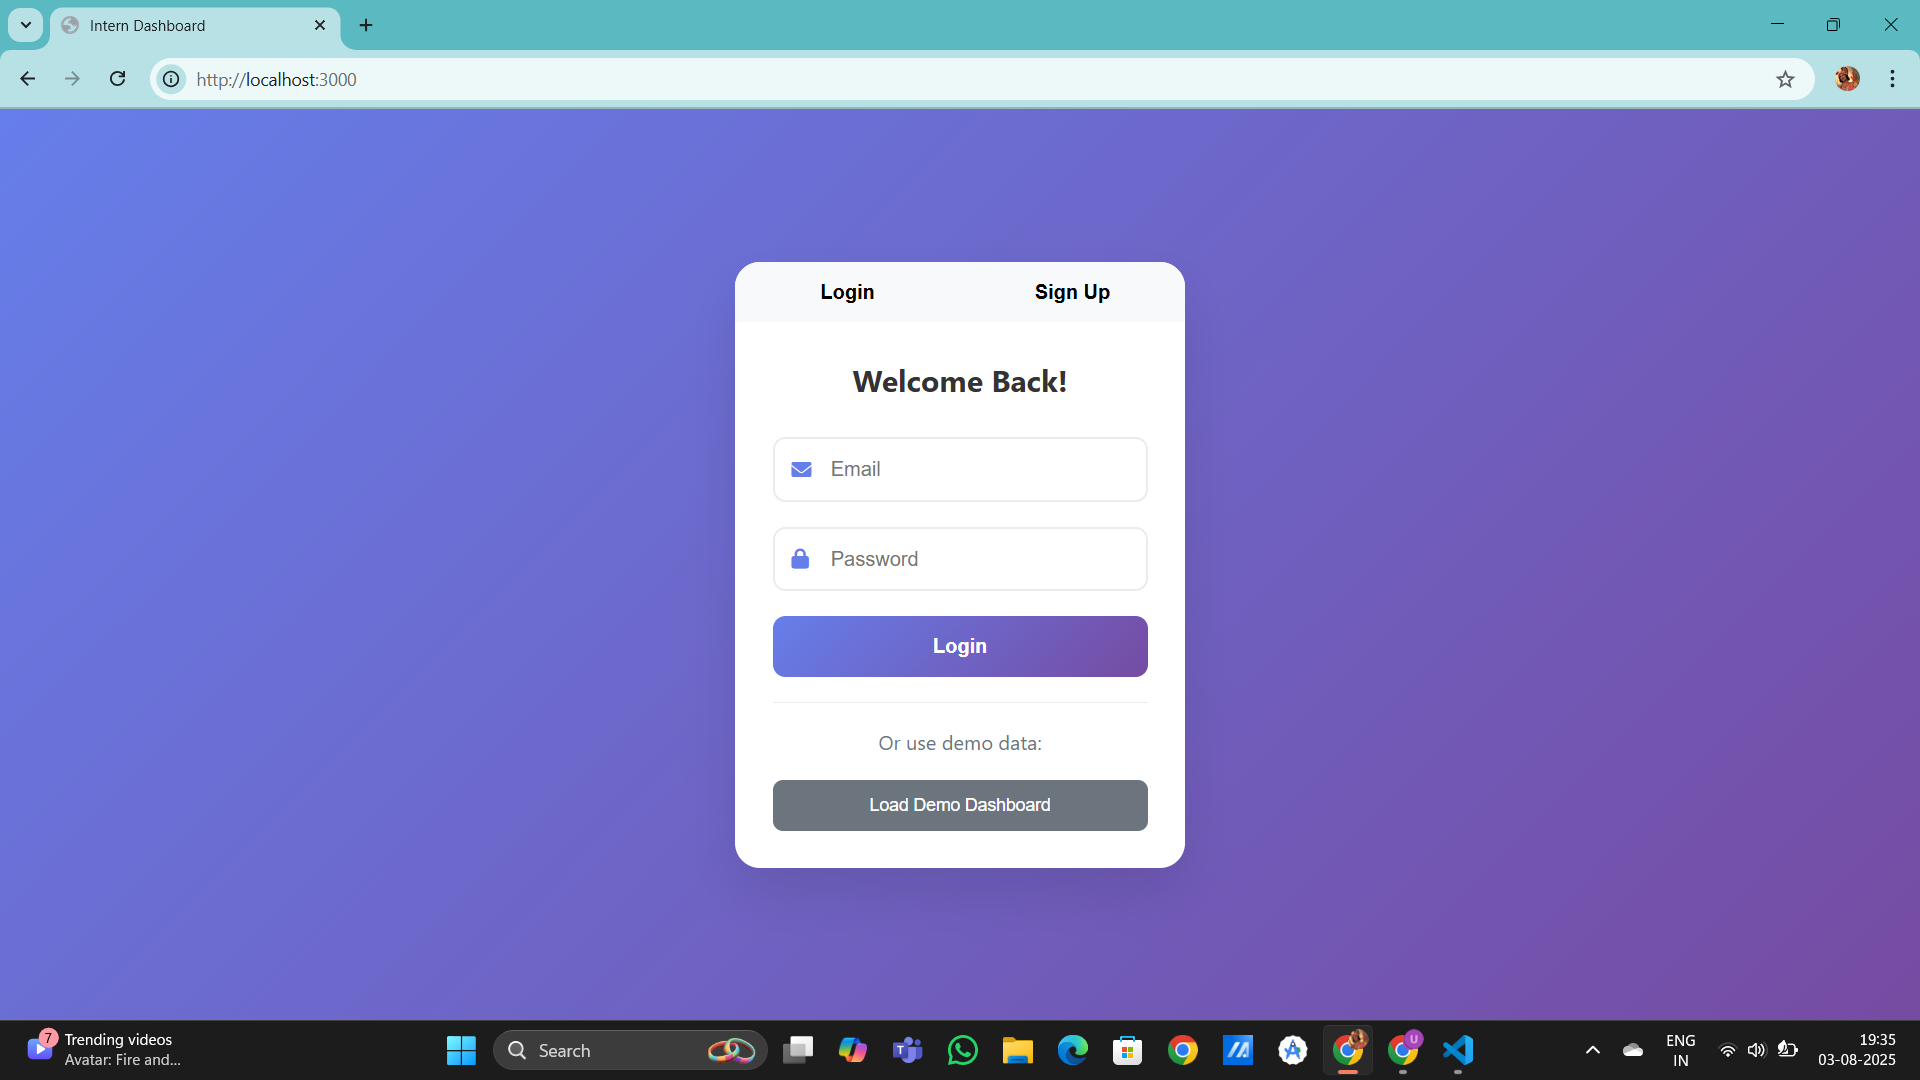 Intern Dashboard
http://localhost:3000
Login
Sign Up
Welcome Back!
Email
Password
Login
Or use demo data:
Load Demo Dashboard
7
Trending videos
Avatar: Fire and...
Search
T
U
ENG
IN
19:35
03-08-2025